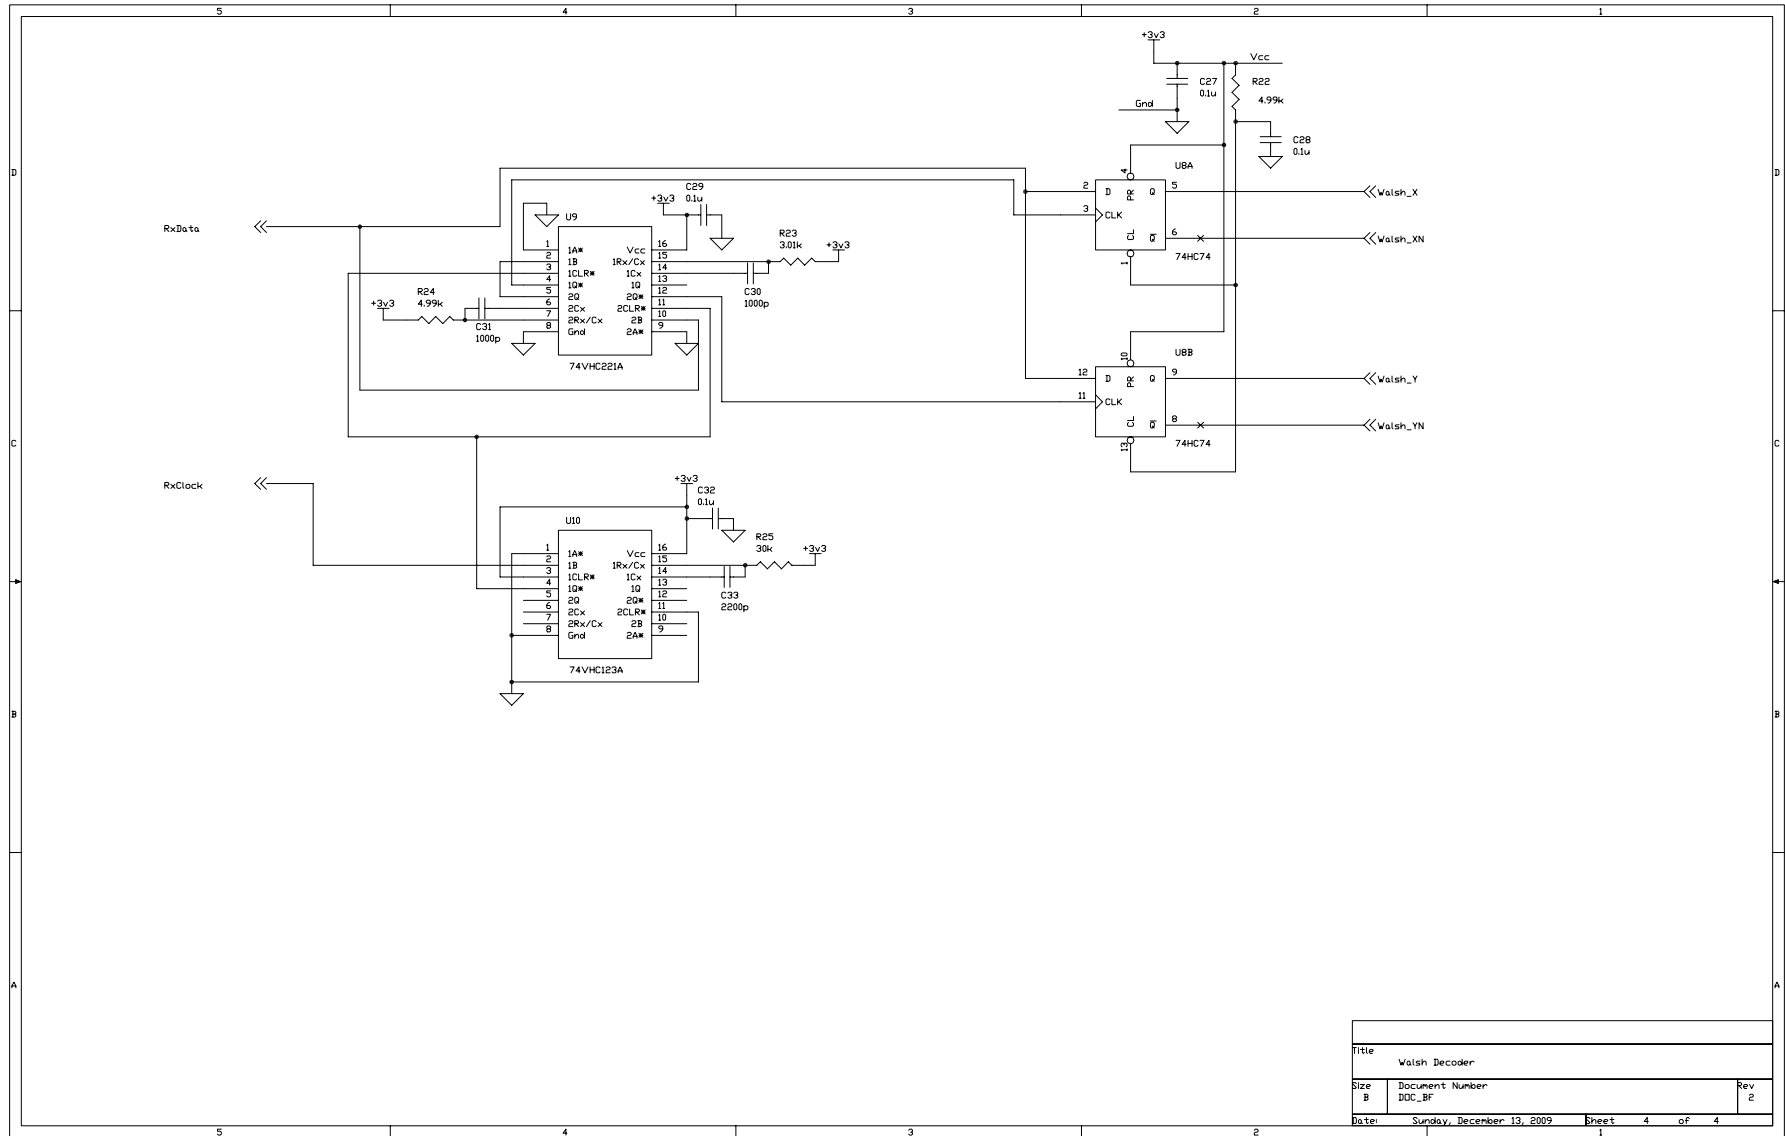 5 4 3 2 1
+3v3
Vcc
C27
0.1u
R22
4.99k
Gnd
C28
0.1u
D D
U8A
4
2 D PR Q 5
Walsh_X
3 CLK
CL Q 6
Walsh_XN
1
74HC74
C29
0.1u
+3v3
RxData
U9
R23
3.01k
+3v3
1 1A* Vcc 16
2 1B 1Rx/Cx 15
3 1CLR* 1Cx 14
4 1Q* 1Q 13
5 2Q 2Q* 12
6 2Cx 2CLR* 11
7 2Rx/Cx 2B 10
8 Gnd 2A* 9
74VHC221A
C30
1000p
R24
4.99k
+3v3
C31
1000p
U8B
10
12 D PR Q 9
Walsh_Y
11 CLK
CL Q 8
Walsh_YN
13
74HC74
C C
RxClock
+3v3
C32
0.1u
U10
R25
30k
+3v3
1 1A* Vcc 16
2 1B 1Rx/Cx 15
3 1CLR* 1Cx 14
4 1Q* 1Q 13
5 2Q 2Q* 12
6 2Cx 2CLR* 11
7 2Rx/Cx 2B 10
8 Gnd 2A* 9
74VHC123A
C33
2200p
B B
A A
Title
Walsh Decoder
Size Document Number Rev
B DOC_BF 2
Date: Sunday, December 13, 2009 Sheet 4 of 4
5 4 3 2 1